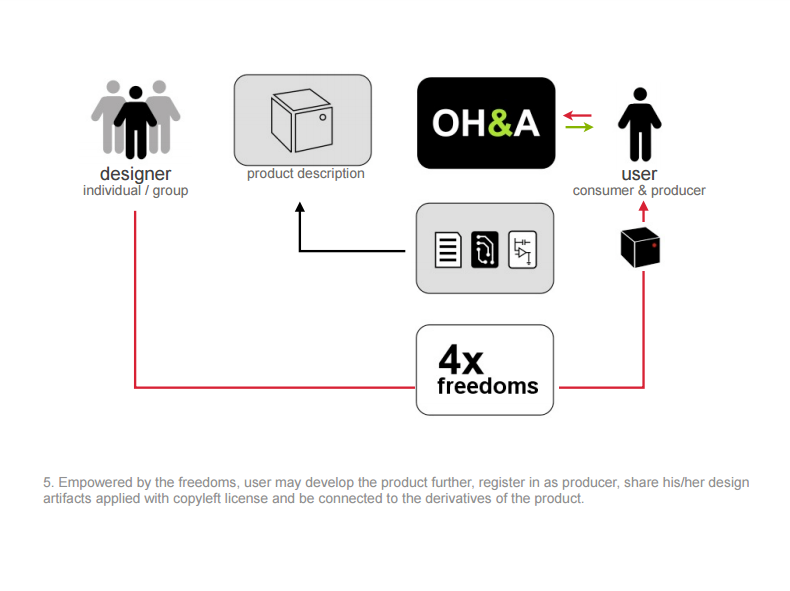 OH&A
designer
individual / group
product description
user
consumer & producer
4x
freedoms
5. Empowered by the freedoms, user may develop the product further, register in as producer, share his/her design
artifacts applied with copyleft license and be connected to the derivatives of the product.